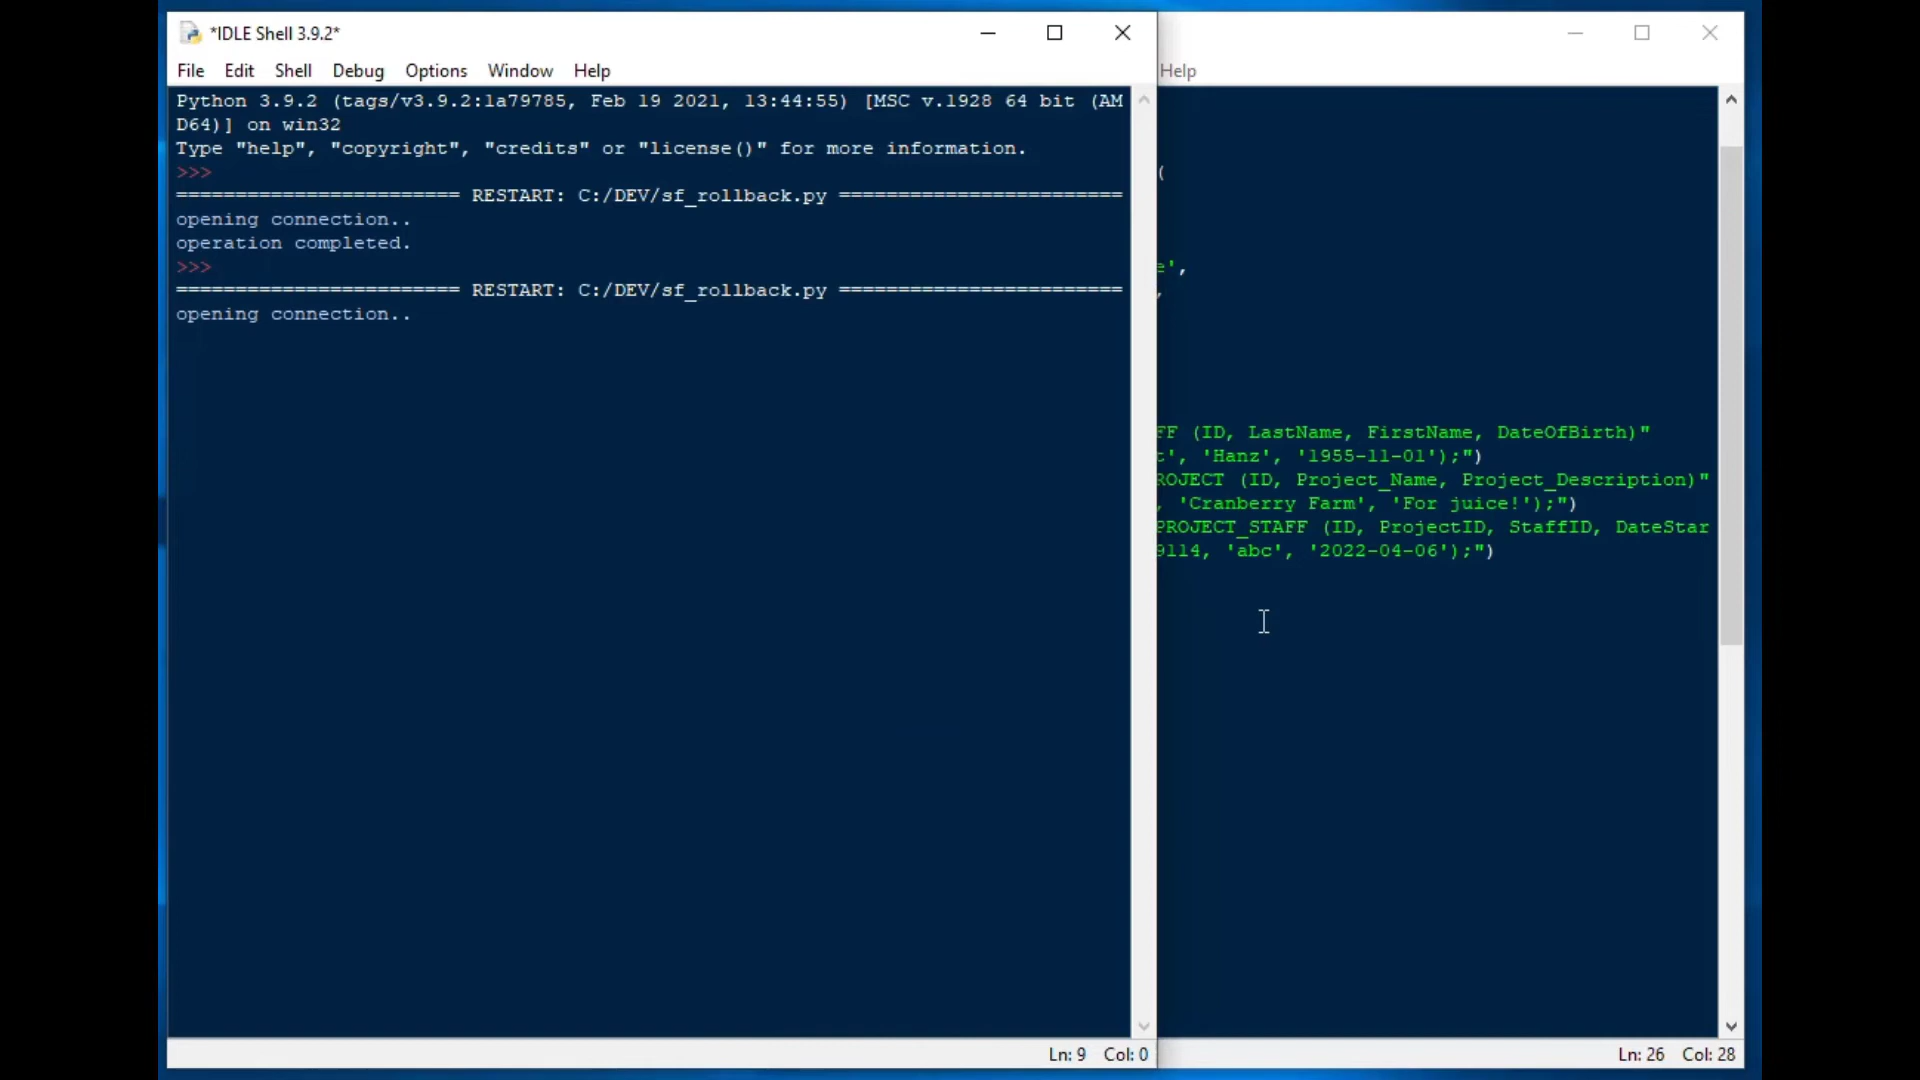 *IDLE Shell 3.9.2*
File Edit Shell Debug Options Window Help
Python 3.9.2 (tags/v3.9.2:1a79785, Feb 19 2021, 13:44:55) [MSC v.1928 64 bit (AM
D64)] on win32
Type "help", "copyright", "credits" or "license()" for more information.
>>>
======================== RESTART: C:/DEV/sf_rollback.py ========================
opening connection..
operation completed.
>>>
======================== RESTART: C:/DEV/sf_rollback.py ========================
opening connection..
Ln: 9 Col: 0
Help
(
e',
,
FF (ID, LastName, FirstName, DateOfBirth)"
t', 'Hanz', '1955-11-01');")
ROJECT (ID, Project_Name, Project_Description)"
, 'Cranberry Farm', 'For juice!');")
PROJECT_STAFF (ID, ProjectID, StaffID, DateStar
9114, 'abc', '2022-04-06');")
Ln: 26 Col: 28